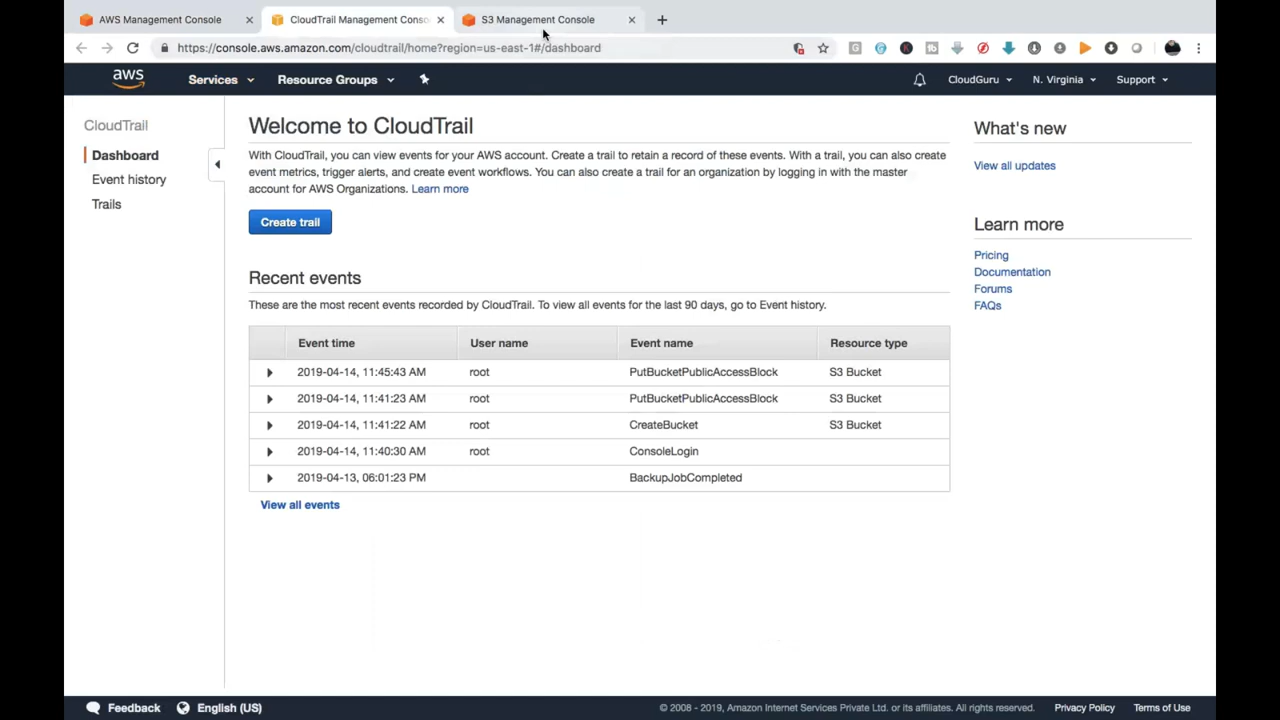 AWS Management Console
CloudTrail Management Conso
S3 Management Console
https://console.aws.amazon.com/cloudtrail/home?region=us-east-1#/dashboard
aws
Services
Resource Groups
CloudGuru
N. Virginia
Support
CloudTrail
Dashboard
Event history
Trails
Welcome to CloudTrail
With CloudTrail, you can view events for your AWS account. Create a trail to retain a record of these events. With a trail, you can also create
event metrics, trigger alerts, and create event workflows. You can also create a trail for an organization by logging in with the master
account for AWS Organizations. Learn more
Create trail
Recent events
These are the most recent events recorded by CloudTrail. To view all events for the last 90 days, go to Event history.
Event time User name Event name Resource type
2019-04-14, 11:45:43 AM root PutBucketPublicAccessBlock S3 Bucket
2019-04-14, 11:41:23 AM root PutBucketPublicAccessBlock S3 Bucket
2019-04-14, 11:41:22 AM root CreateBucket S3 Bucket
2019-04-14, 11:40:30 AM root ConsoleLogin
2019-04-13, 06:01:23 PM BackupJobCompleted
View all events
What's new
View all updates
Learn more
Pricing
Documentation
Forums
FAQs
Feedback
English (US)
© 2008 - 2019, Amazon Internet Services Private Ltd. or its affiliates. All rights reserved.
Privacy Policy
Terms of Use